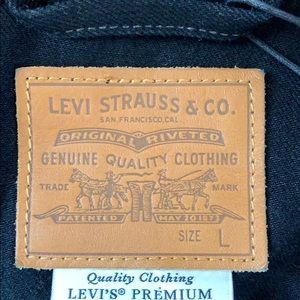 LEVI STRAUSS & CO.
SAN FRANCISCO, CAL.
ORIGINAL RIVETED
GENUINE QUALITY CLOTHING
TRADE MARK
PATENTED MAY 20 1873
SIZE L
Quality Clothing
LEVI'S® PREMIUM